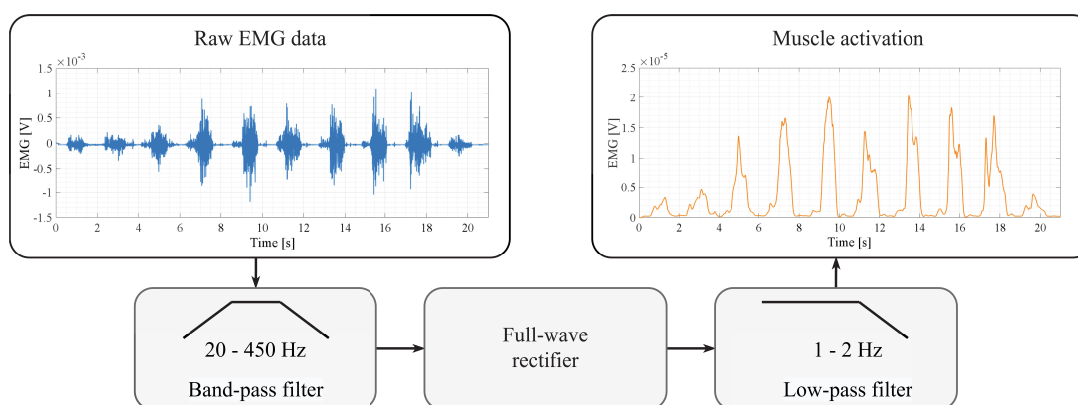 Raw EMG data
×10⁻³
1.5
1
0.5
0
-0.5
-1
-1.5
EMG [V]
0 2 4 6 8 10 12 14 16 18 20
Time [s]
Muscle activation
×10⁻⁵
2.5
2
1.5
1
0.5
0
EMG [V]
0 2 4 6 8 10 12 14 16 18 20
Time [s]
20 - 450 Hz
Band-pass filter
Full-wave
rectifier
1 - 2 Hz
Low-pass filter